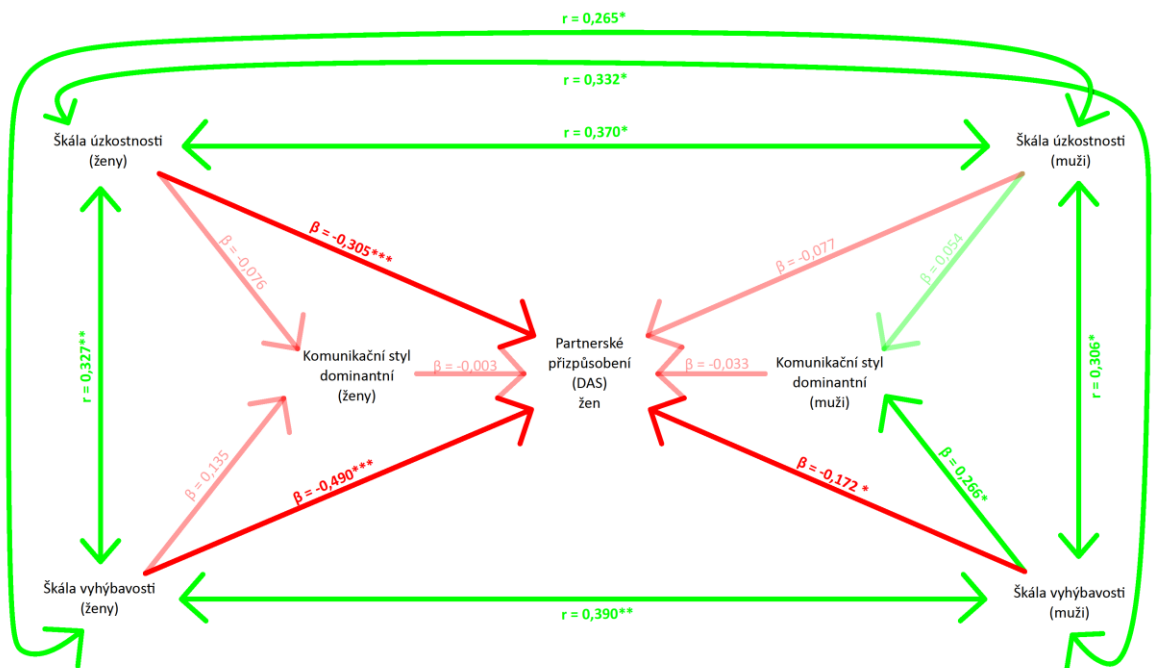 r = 0,265*
r = 0,332*
Škála úzkostnosti
(ženy)
r = 0,370*
Škála úzkostnosti
(muži)
β = -0,305***
β = -0,076
β = -0,077
β = 0,054
r = 0,327**
Komunikační styl
dominantní
(ženy)
β = -0,003
Partnerské
přizpůsobení
(DAS)
žen
β = -0,033
Komunikační styl
dominantní
(muži)
r = 0,306*
β = 0,135
β = -0,490***
β = -0,172 *
β = 0,266*
Škála vyhýbavosti
(ženy)
r = 0,390**
Škála vyhýbavosti
(muži)